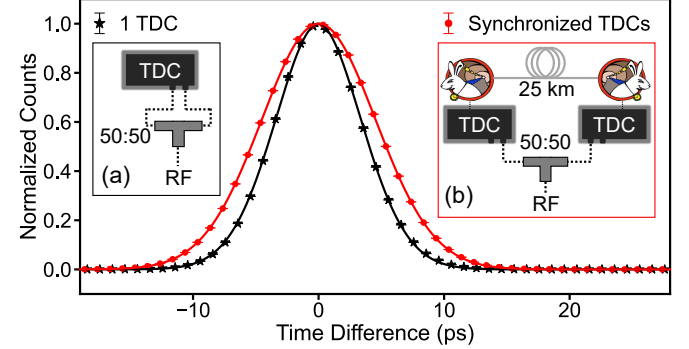 1 TDC
Synchronized TDCs
TDC
50:50
(a)
RF
25 km
TDC
TDC
50:50
(b)
RF
Normalized Counts
1.0
0.8
0.6
0.4
0.2
0.0
−10
0
10
20
Time Difference (ps)